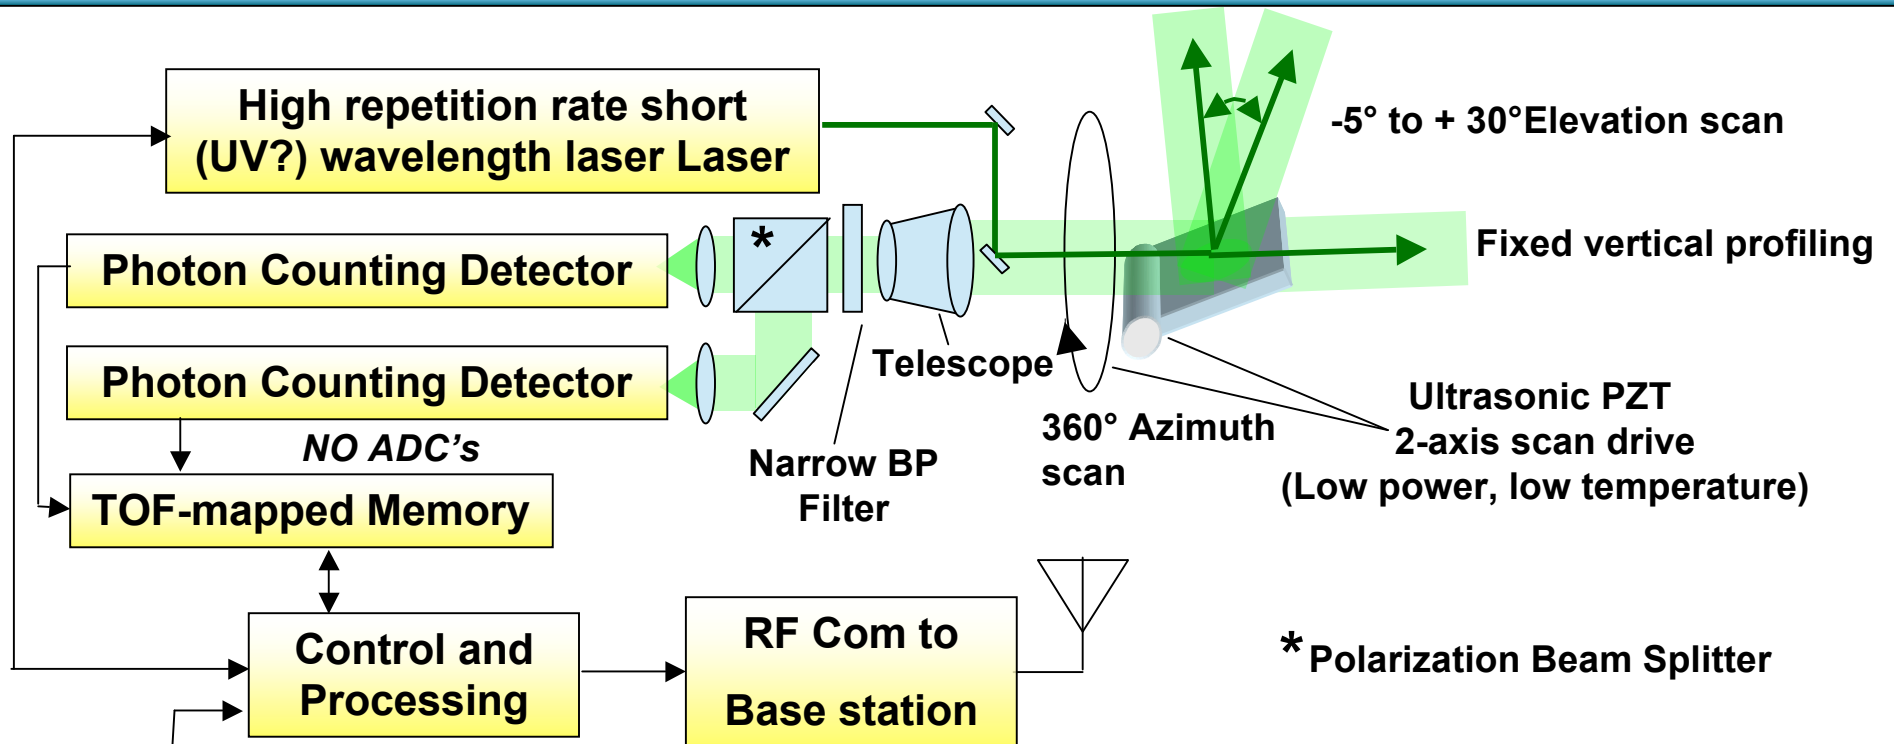 High repetition rate short
(UV?) wavelength laser Laser
-5° to + 30°Elevation scan
*
Photon Counting Detector
Fixed vertical profiling
Telescope
Photon Counting Detector
NO ADC's
Narrow BP
Filter
360° Azimuth
scan
Ultrasonic PZT
2-axis scan drive
(Low power, low temperature)
TOF-mapped Memory
Control and
Processing
RF Com to
Base station
*Polarization Beam Splitter